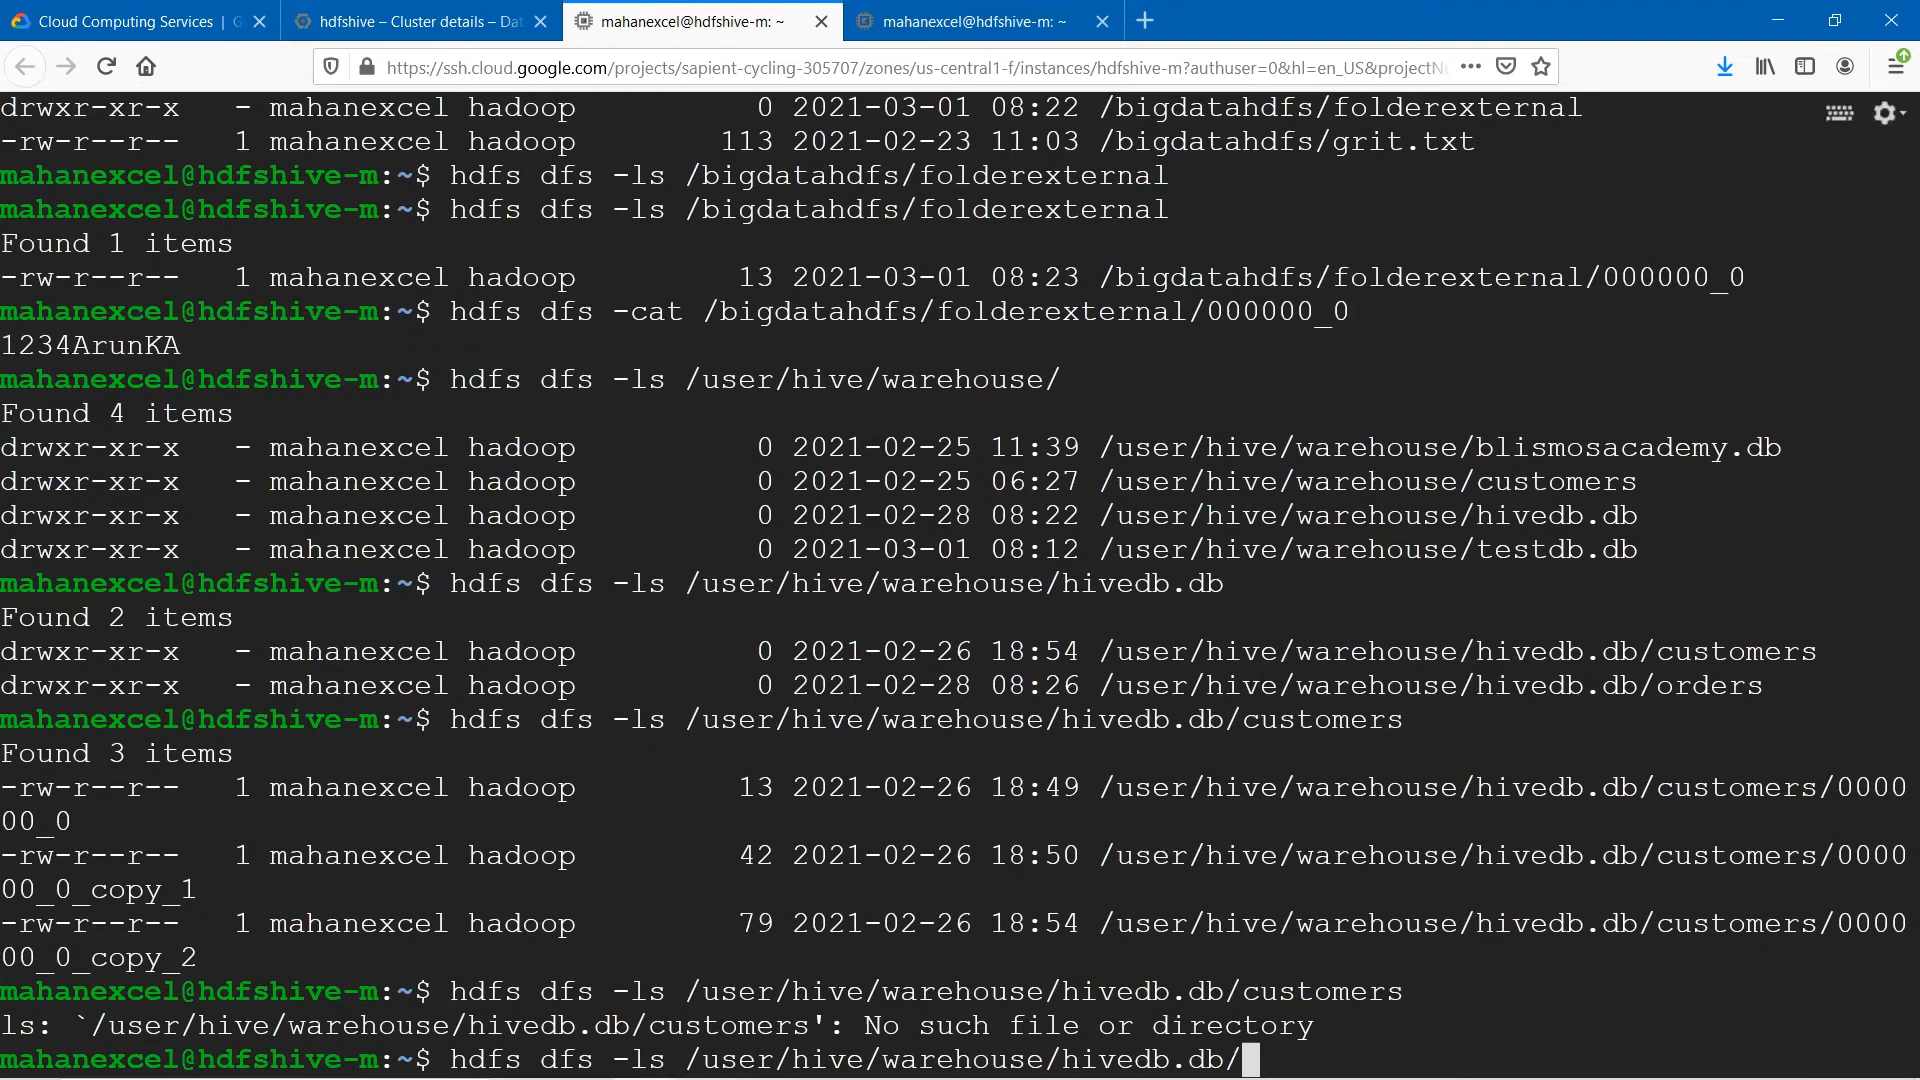 Cloud Computing Services | G
hdfshive – Cluster details – Dat
mahanexcel@hdfshive-m: ~
mahanexcel@hdfshive-m: ~
https://ssh.cloud.google.com/projects/sapient-cycling-305707/zones/us-central1-f/instances/hdfshive-m?authuser=0&hl=en_US&projectNu
drwxr-xr-x   - mahanexcel hadoop          0 2021-03-01 08:22 /bigdatahdfs/folderexternal
-rw-r--r--   1 mahanexcel hadoop        113 2021-02-23 11:03 /bigdatahdfs/grit.txt
mahanexcel@hdfshive-m:~$ hdfs dfs -ls /bigdatahdfs/folderexternal
mahanexcel@hdfshive-m:~$ hdfs dfs -ls /bigdatahdfs/folderexternal
Found 1 items
-rw-r--r--   1 mahanexcel hadoop         13 2021-03-01 08:23 /bigdatahdfs/folderexternal/000000_0
mahanexcel@hdfshive-m:~$ hdfs dfs -cat /bigdatahdfs/folderexternal/000000_0
1234ArunKA
mahanexcel@hdfshive-m:~$ hdfs dfs -ls /user/hive/warehouse/
Found 4 items
drwxr-xr-x   - mahanexcel hadoop          0 2021-02-25 11:39 /user/hive/warehouse/blismosacademy.db
drwxr-xr-x   - mahanexcel hadoop          0 2021-02-25 06:27 /user/hive/warehouse/customers
drwxr-xr-x   - mahanexcel hadoop          0 2021-02-28 08:22 /user/hive/warehouse/hivedb.db
drwxr-xr-x   - mahanexcel hadoop          0 2021-03-01 08:12 /user/hive/warehouse/testdb.db
mahanexcel@hdfshive-m:~$ hdfs dfs -ls /user/hive/warehouse/hivedb.db
Found 2 items
drwxr-xr-x   - mahanexcel hadoop          0 2021-02-26 18:54 /user/hive/warehouse/hivedb.db/customers
drwxr-xr-x   - mahanexcel hadoop          0 2021-02-28 08:26 /user/hive/warehouse/hivedb.db/orders
mahanexcel@hdfshive-m:~$ hdfs dfs -ls /user/hive/warehouse/hivedb.db/customers
Found 3 items
-rw-r--r--   1 mahanexcel hadoop         13 2021-02-26 18:49 /user/hive/warehouse/hivedb.db/customers/0000
00_0
-rw-r--r--   1 mahanexcel hadoop         42 2021-02-26 18:50 /user/hive/warehouse/hivedb.db/customers/0000
00_0_copy_1
-rw-r--r--   1 mahanexcel hadoop         79 2021-02-26 18:54 /user/hive/warehouse/hivedb.db/customers/0000
00_0_copy_2
mahanexcel@hdfshive-m:~$ hdfs dfs -ls /user/hive/warehouse/hivedb.db/customers
ls: `/user/hive/warehouse/hivedb.db/customers': No such file or directory
mahanexcel@hdfshive-m:~$ hdfs dfs -ls /user/hive/warehouse/hivedb.db/